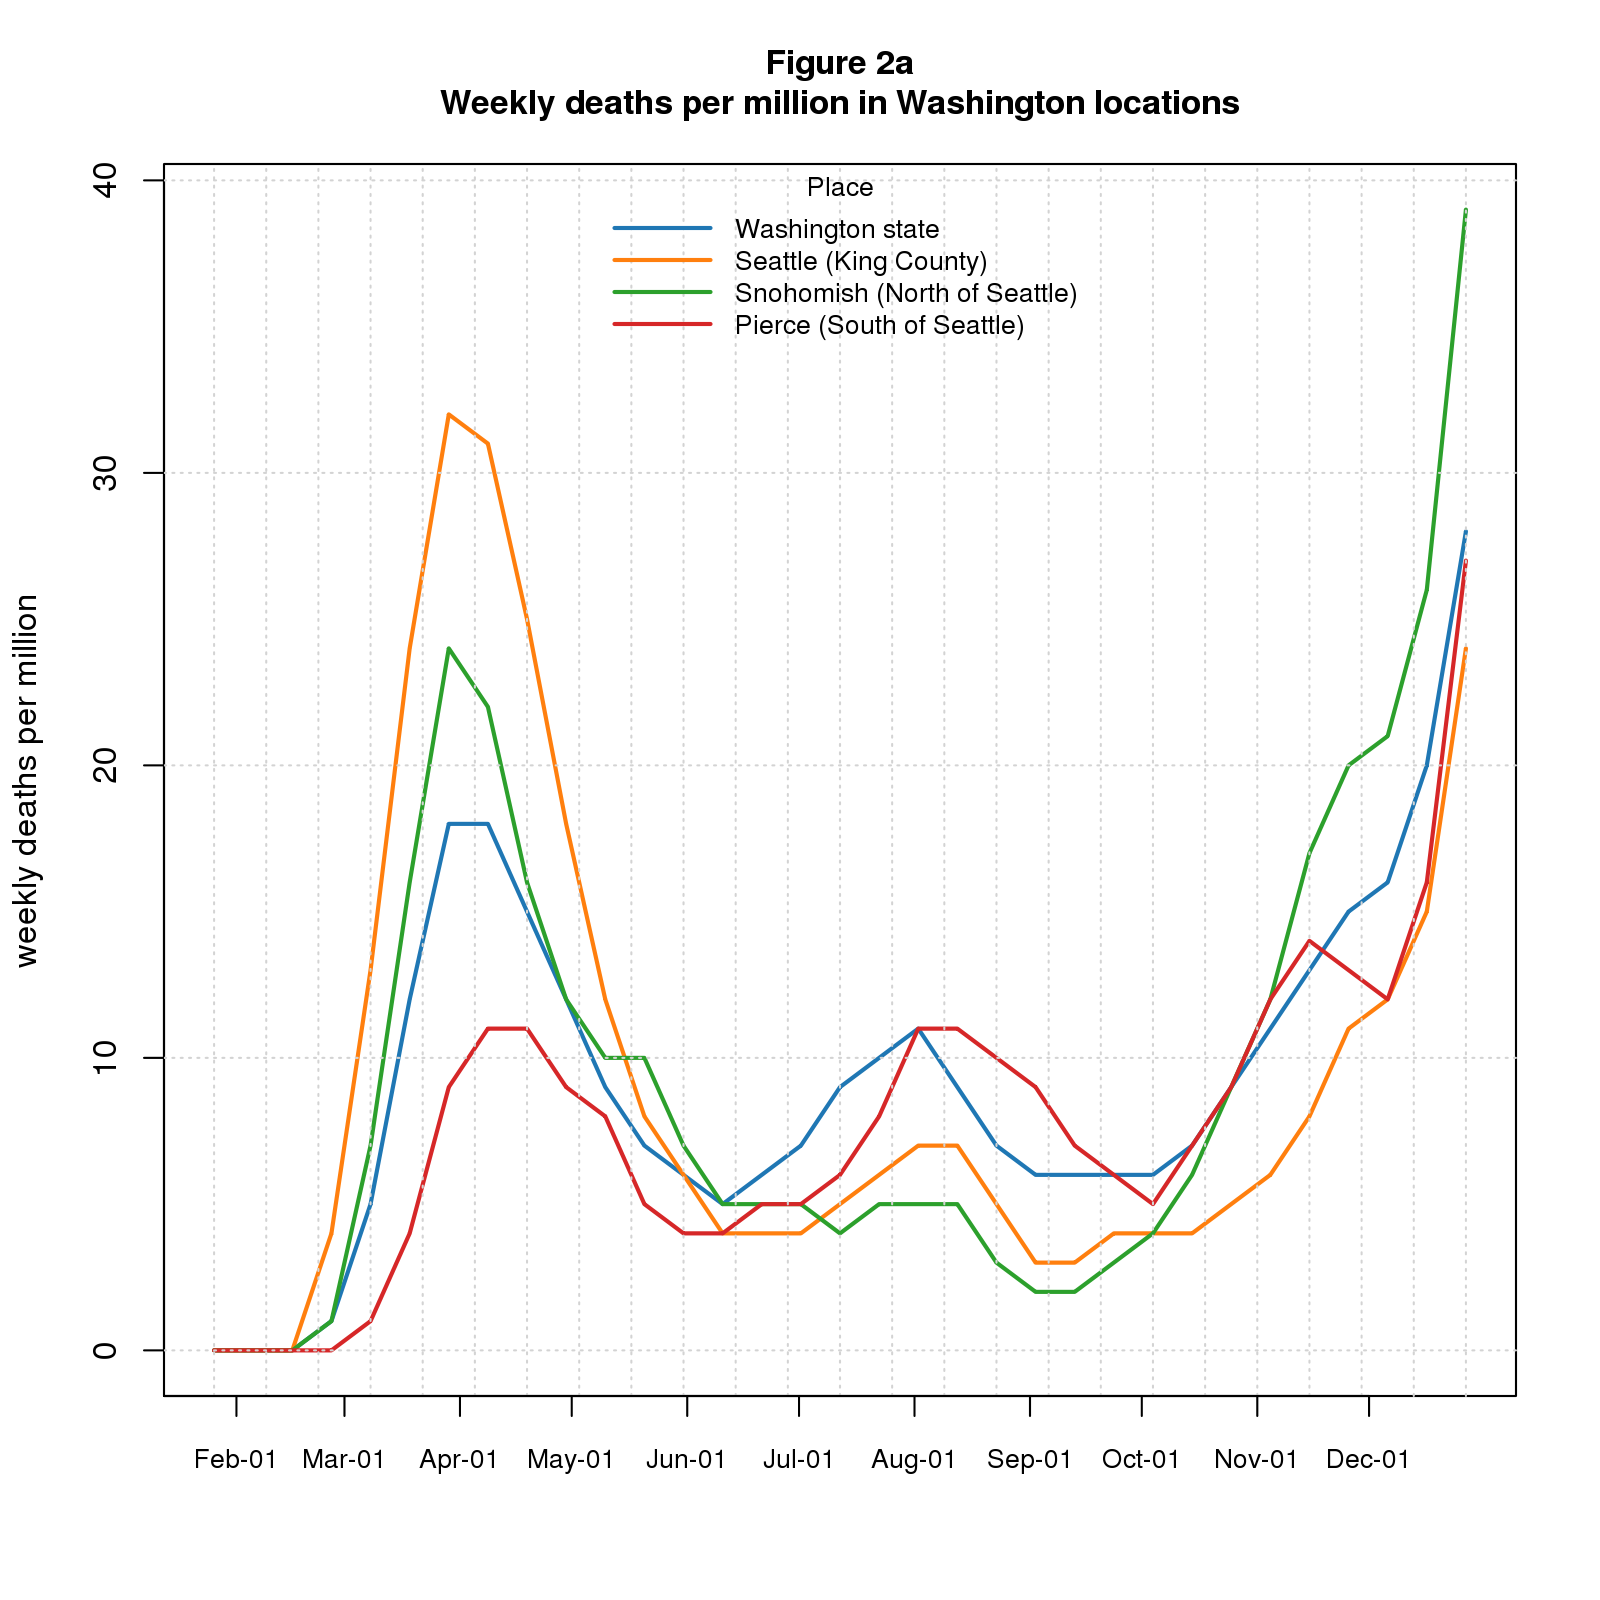 Figure 2a
Weekly deaths per million in Washington locations
Place
Washington state
Seattle (King County)
Snohomish (North of Seattle)
Pierce (South of Seattle)
weekly deaths per million
40
30
20
10
0
Feb-01 Mar-01 Apr-01 May-01 Jun-01 Jul-01 Aug-01 Sep-01 Oct-01 Nov-01 Dec-01